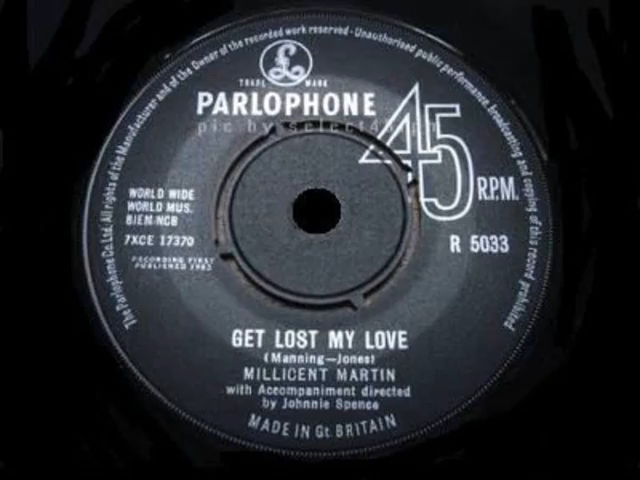 The Parlophone Co. Ltd. All rights of the Manufacturer and of the Owner of the recorded work reserved - Unauthorised public performance, broadcasting and copying of this record prohibited
£
TRADE MARK
PARLOPHONE
pic by select4
45
R.P.M.
WORLD WIDE
WORLD MUS.
BIEM/NCB
7XCE 17370
R 5033
RECORDING FIRST
PUBLISHED
GET LOST MY LOVE
(Manning—Jones)
MILLICENT MARTIN
with Accompaniment directed
by Johnnie Spence
MADE IN Gt. BRITAIN